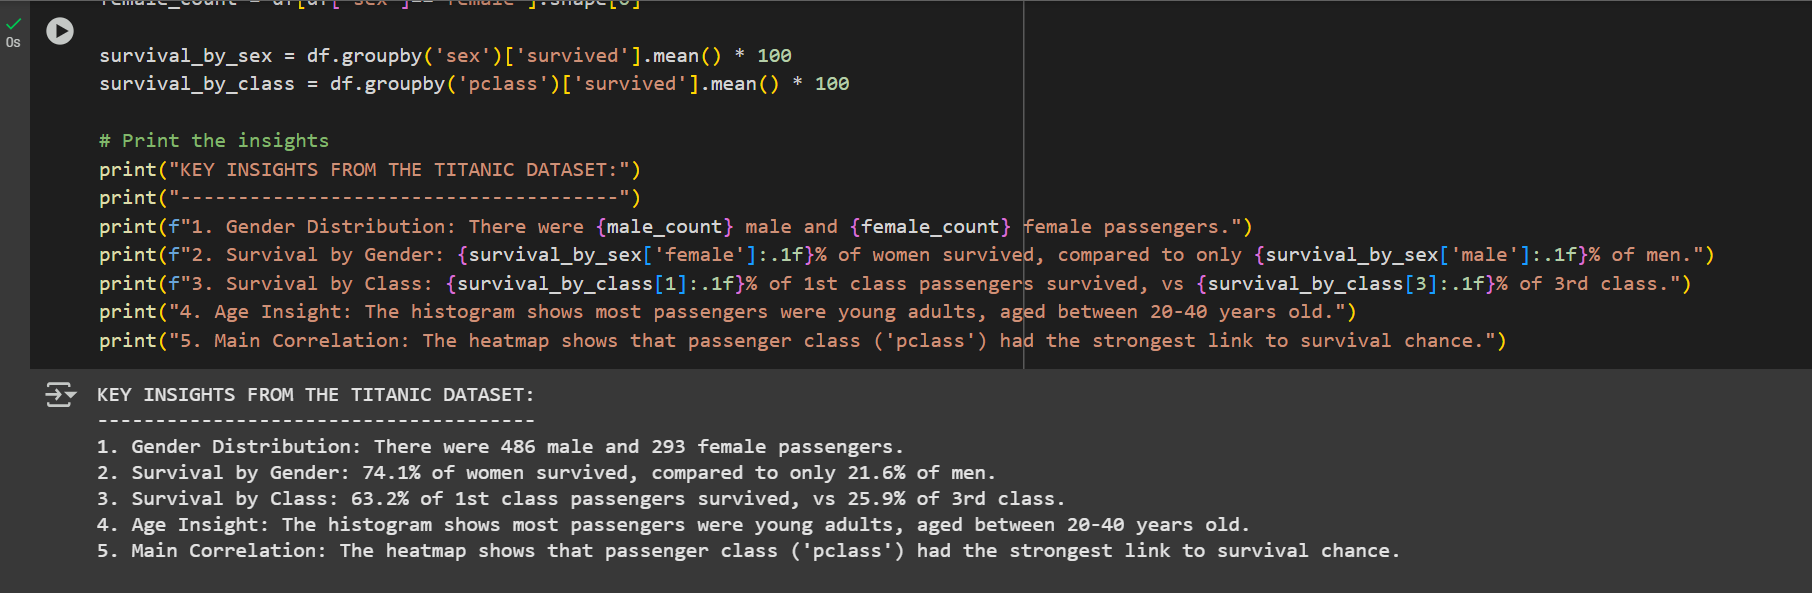 female_count = df[df['sex']=='female'].shape[0]
0s
survival_by_sex = df.groupby('sex')['survived'].mean() * 100
survival_by_class = df.groupby('pclass')['survived'].mean() * 100
# Print the insights
print("KEY INSIGHTS FROM THE TITANIC DATASET:")
print("--------------------------------------")
print(f"1. Gender Distribution: There were {male_count} male and {female_count} female passengers.")
print(f"2. Survival by Gender: {survival_by_sex['female']:.1f}% of women survived, compared to only {survival_by_sex['male']:.1f}% of men.")
print(f"3. Survival by Class: {survival_by_class[1]:.1f}% of 1st class passengers survived, vs {survival_by_class[3]:.1f}% of 3rd class.")
print("4. Age Insight: The histogram shows most passengers were young adults, aged between 20-40 years old.")
print("5. Main Correlation: The heatmap shows that passenger class ('pclass') had the strongest link to survival chance.")
KEY INSIGHTS FROM THE TITANIC DATASET:
--------------------------------------
1. Gender Distribution: There were 486 male and 293 female passengers.
2. Survival by Gender: 74.1% of women survived, compared to only 21.6% of men.
3. Survival by Class: 63.2% of 1st class passengers survived, vs 25.9% of 3rd class.
4. Age Insight: The histogram shows most passengers were young adults, aged between 20-40 years old.
5. Main Correlation: The heatmap shows that passenger class ('pclass') had the strongest link to survival chance.